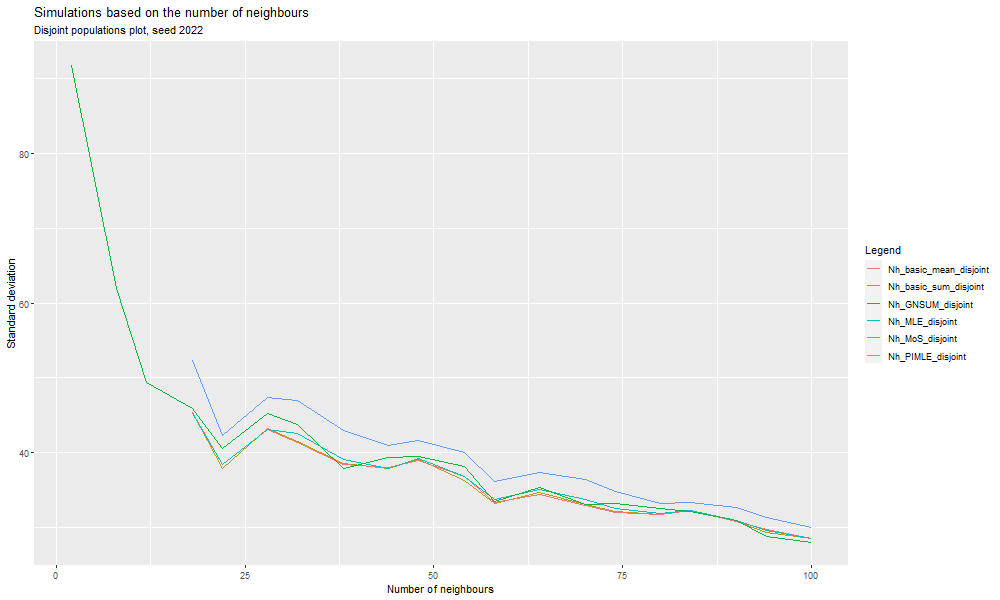 Simulations based on the number of neighbours
Disjoint populations plot, seed 2022
80
60
40
Standard deviation
0
25
50
75
100
Number of neighbours
Legend
Nh_basic_mean_disjoint
Nh_basic_sum_disjoint
Nh_GNSUM_disjoint
Nh_MLE_disjoint
Nh_MoS_disjoint
Nh_PIMLE_disjoint